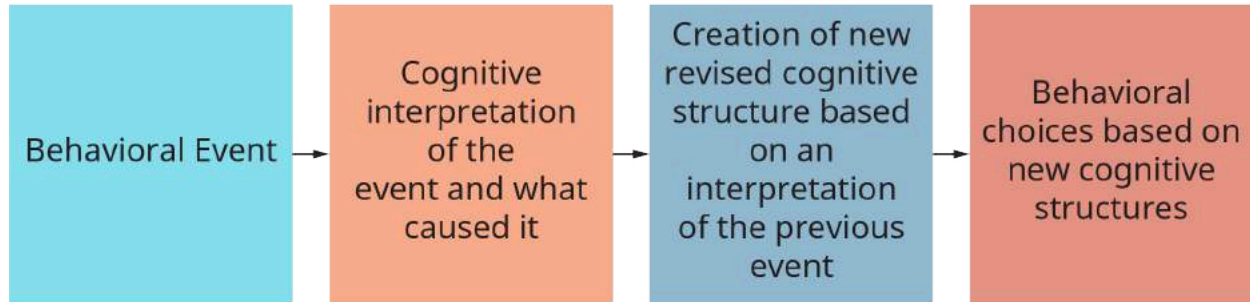 Behavioral Event
Cognitive
interpretation
of the
event and what
caused it
Creation of new
revised cognitive
structure based
on an
interpretation
of the previous
event
Behavioral
choices based on
new cognitive
structures